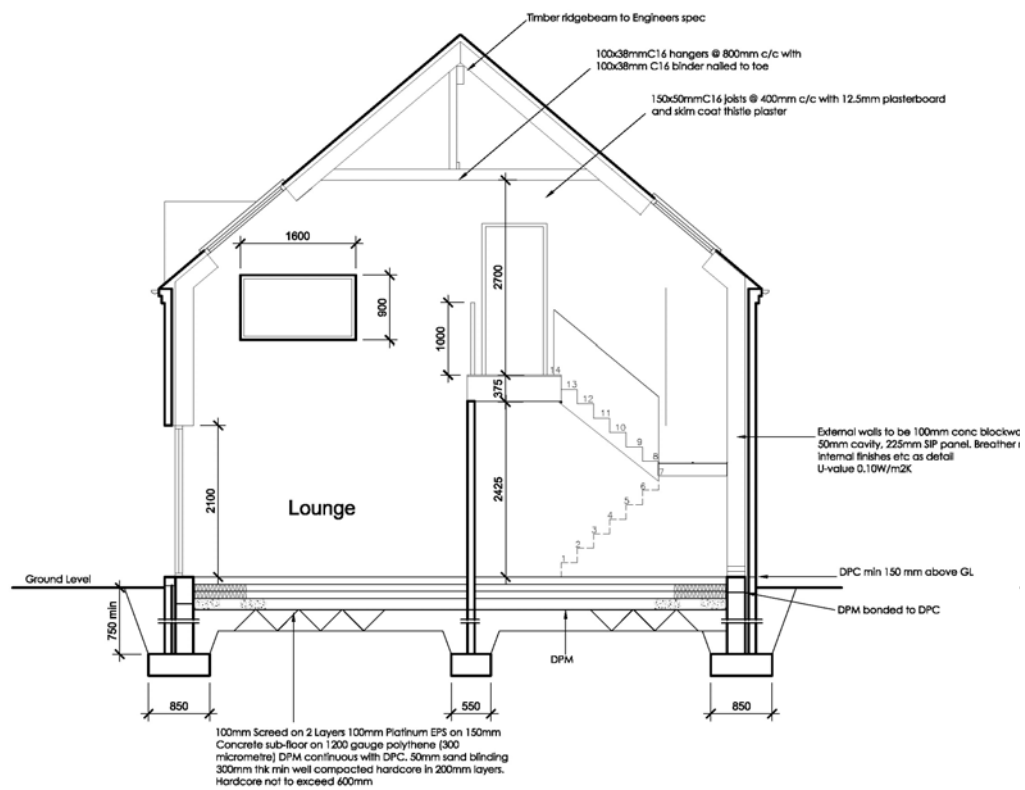 Timber ridgebeam to Engineers spec
100x38mmC16 hangers @ 800mm c/c with
100x38mm C16 binder nailed to toe
150x50mmC16 joists @ 400mm c/c with 12.5mm plasterboard
and skim coat thistle plaster
1600
900
2700
1000
14
375
13
12
11
10
9
8
7
External walls to be 100mm conc blockwo
50mm cavity, 225mm SIP panel. Breather
internal finishes etc as detail
U-value 0.10W/m2K
2100
2425
Lounge
6
5
4
3
2
1
Ground Level
DPC min 150 mm above GL
DPM bonded to DPC
750 min
DPM
850
550
850
100mm Screed on 2 Layers 100mm Platinum EPS on 150mm
Concrete sub-floor on 1200 gauge polythene (300
micrometre) DPM continuous with DPC. 50mm sand blinding
300mm thk min well compacted hardcore in 200mm layers.
Hardcore not to exceed 600mm